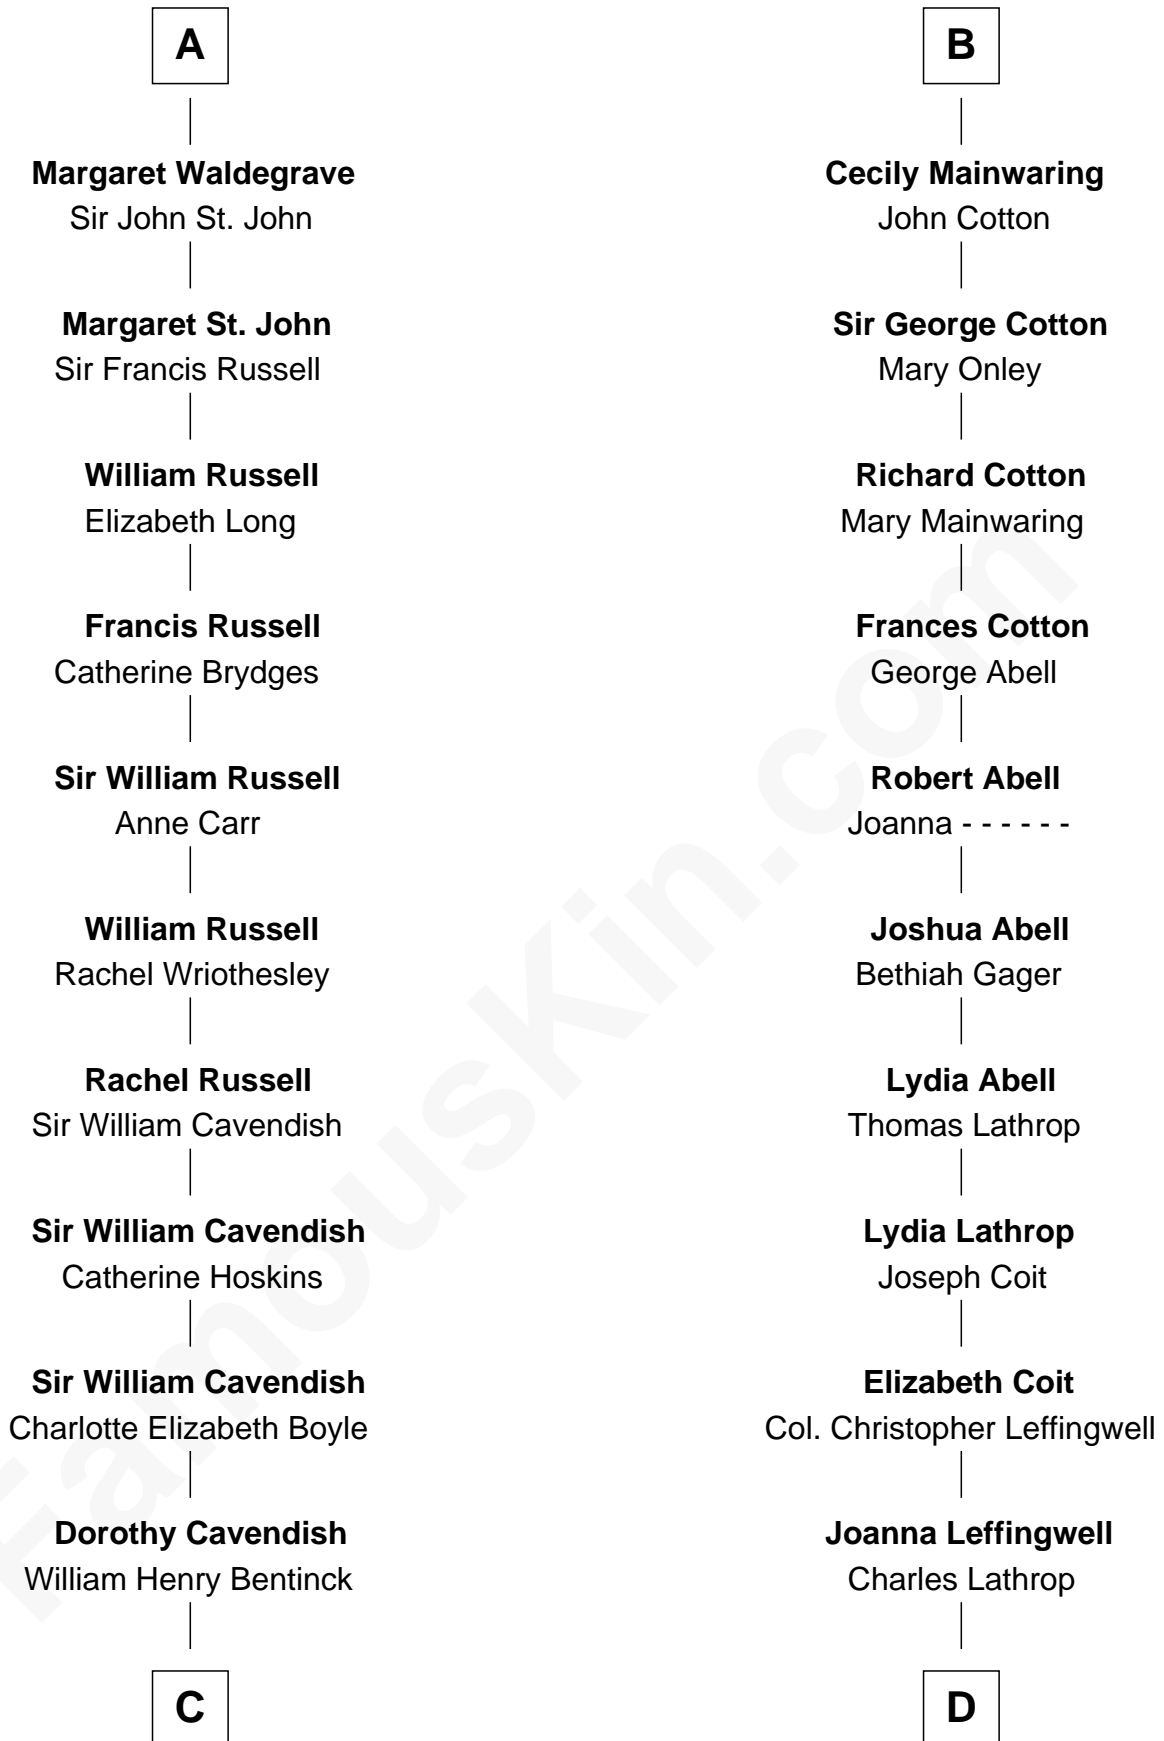 A
Margaret Waldegrave
Sir John St. John
Margaret St. John
Sir Francis Russell
William Russell
Elizabeth Long
Francis Russell
Catherine Brydges
Sir William Russell
Anne Carr
William Russell
Rachel Wriothesley
Rachel Russell
Sir William Cavendish
Sir William Cavendish
Catherine Hoskins
Sir William Cavendish
Charlotte Elizabeth Boyle
Dorothy Cavendish
William Henry Bentinck
C
B
Cecily Mainwaring
John Cotton
Sir George Cotton
Mary Onley
Richard Cotton
Mary Mainwaring
Frances Cotton
George Abell
Robert Abell
Joanna - - - - - -
Joshua Abell
Bethiah Gager
Lydia Abell
Thomas Lathrop
Lydia Lathrop
Joseph Coit
Elizabeth Coit
Col. Christopher Leffingwell
Joanna Leffingwell
Charles Lathrop
D
FamousKin.com